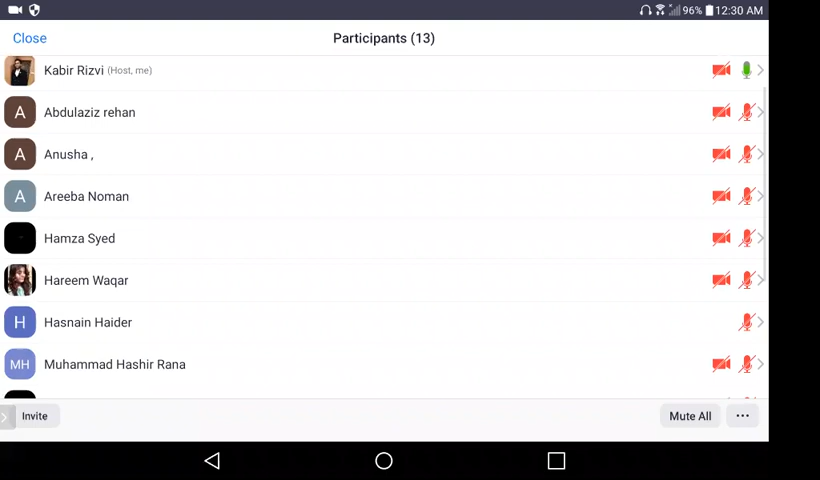 96% 12:30 AM
Close Participants (13)
Kabir Rizvi (Host, me)
A Abdulaziz rehan
A Anusha ,
A Areeba Noman
Hamza Syed
Hareem Waqar
H Hasnain Haider
MH Muhammad Hashir Rana
Invite Mute All ...